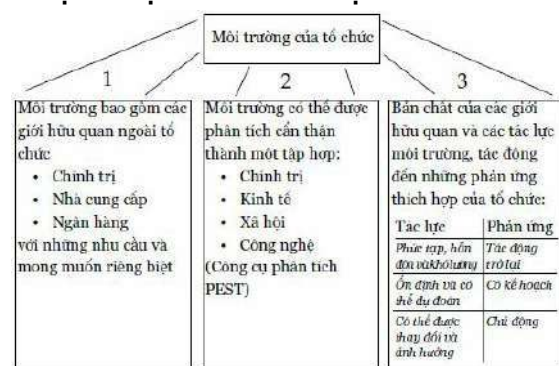 Môi trường của tổ chức
1
2
3
Môi trường bao gồm các
giới hữu quan ngoài tổ
chức
• Chính trị
• Nhà cung cấp
• Ngân hàng
với những nhu cầu và
mong muốn riêng biệt
Môi trường có thể được
phân tích cẩn thận
thành một tập hợp:
• Chính trị
• Kinh tế
• Xã hội
• Công nghệ
(Công cụ phân tích
PEST)
Bản chất của các giới
hữu quan và các tác lực
môi trường, tác động
đến những phản ứng
thích hợp của tổ chức:
Tác lực Phản ứng
Phức tạp, hỗn Tác động
độn và khó lường trở lại
Ổn định và có Có kế hoạch
thể dự đoán
Có thể được Chủ động
thay đổi và
ảnh hưởng